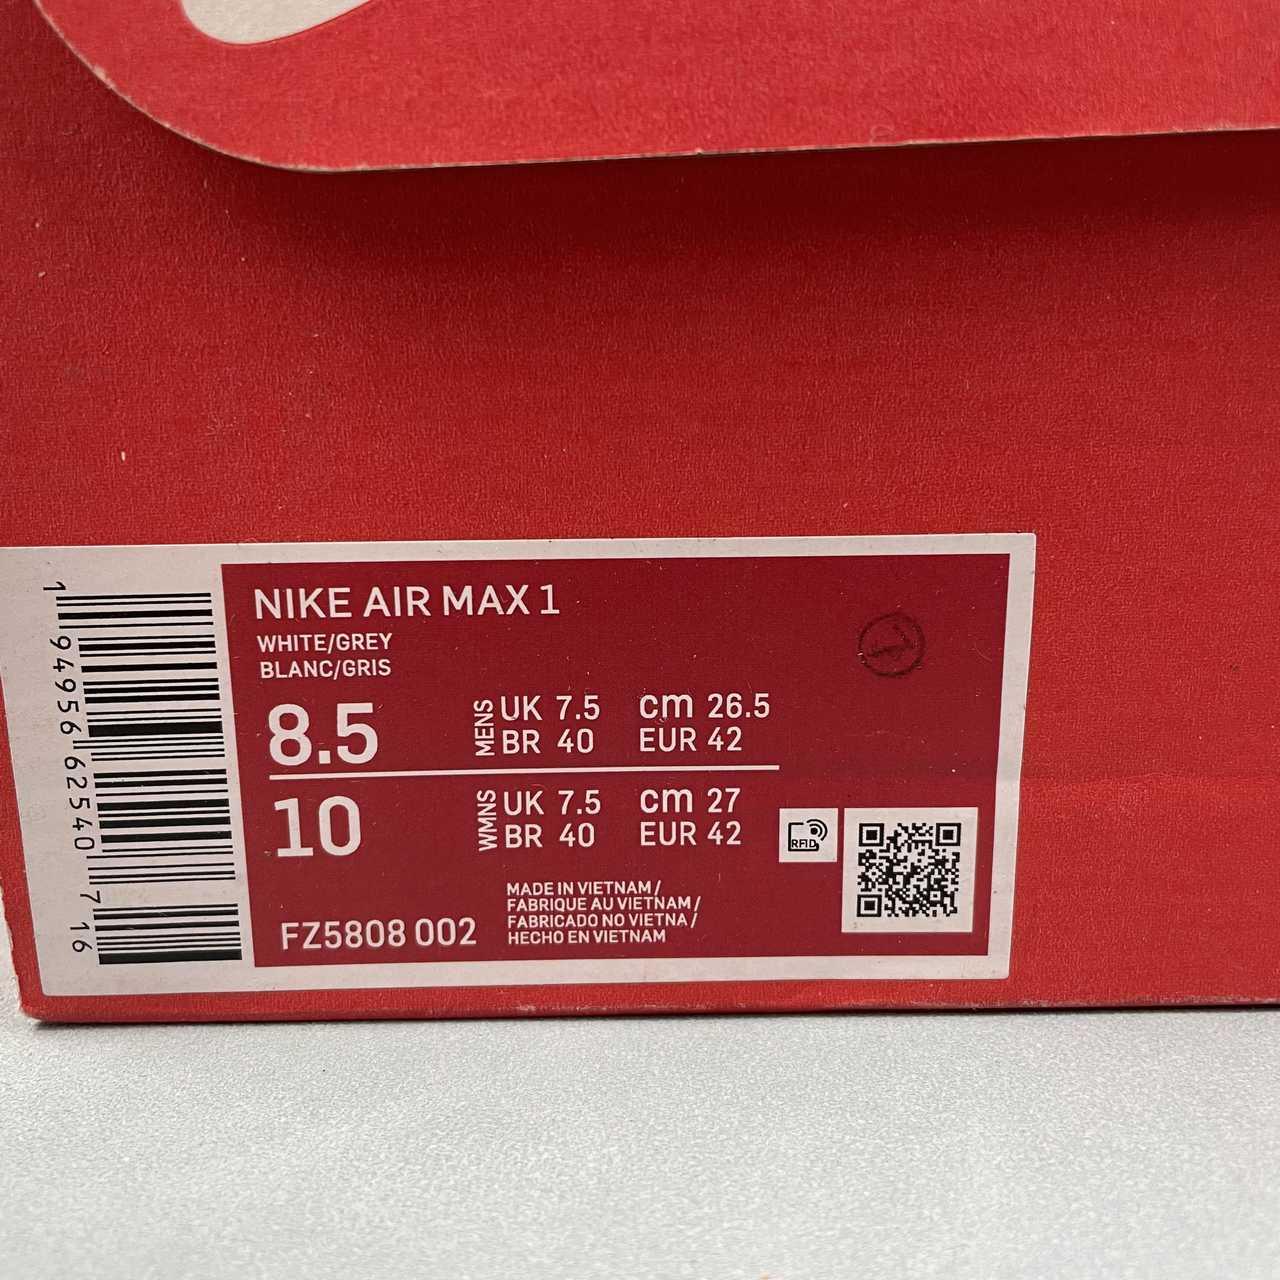 NIKE AIR MAX 1
WHITE/GREY
BLANC/GRIS
8.5
MENS
UK 7.5 cm 26.5
BR 40 EUR 42
10
WMNS
UK 7.5 cm 27
BR 40 EUR 42
RFID
MADE IN VIETNAM /
FABRIQUE AU VIETNAM /
FABRICADO NO VIETNA /
HECHO EN VIETNAM
FZ5808 002
1 94956 62540 7 16